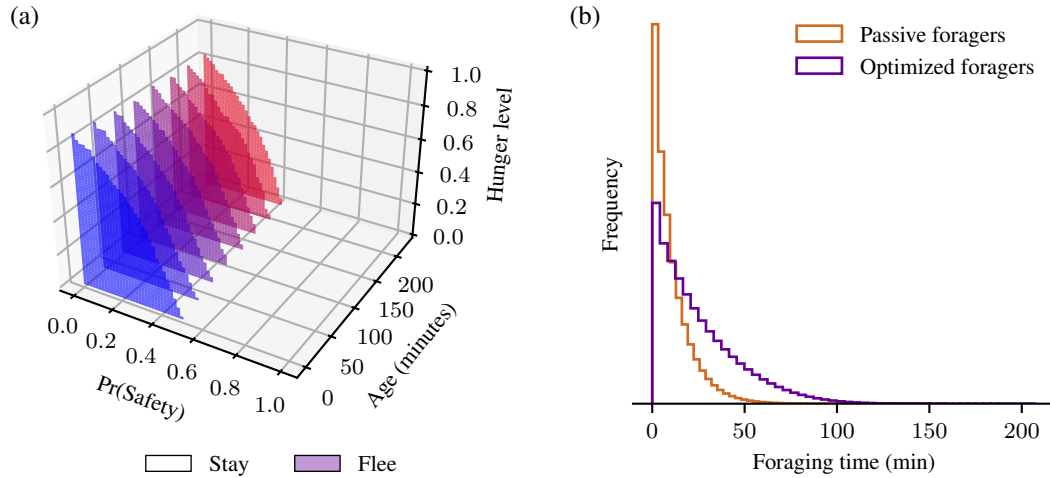 (a)
1.0
0.8
0.6
0.4
0.2
0.0
Hunger level
200
150
100
50
0
Age (minutes)
0.0
0.2
0.4
0.6
0.8
1.0
Pr(Safety)
Stay
Flee
(b)
Passive foragers
Optimized foragers
Frequency
0
50
100
150
200
Foraging time (min)